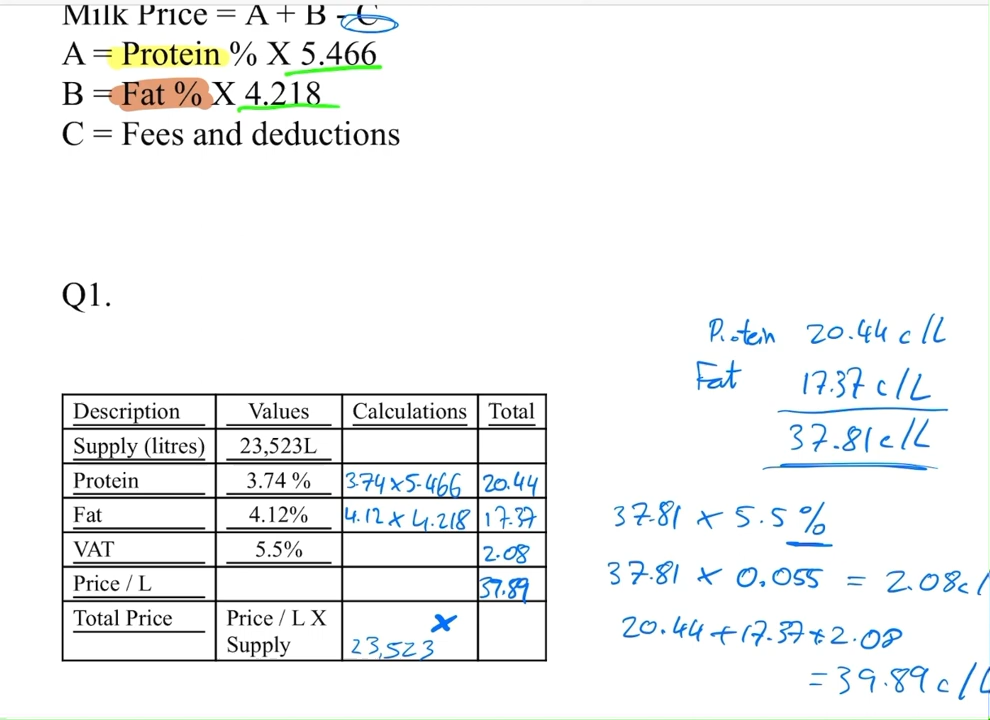 Milk Price = A + B - C
A = Protein % X 5.466
B = Fat % X 4.218
C = Fees and deductions
Q1.
Protein 20.44 c/L
Fat 17.37 c/L
37.81 c/L
Description Values Calculations Total
Supply (litres) 23,523L
Protein 3.74 % 3.74 x 5.466 20.44
Fat 4.12% 4.12 x 4.218 17.37
VAT 5.5% 2.08
Price / L 37.89
Total Price Price / L X Supply x 23,523
37.81 x 5.5 %
37.81 x 0.055 = 2.08c/
20.44 + 17.37 + 2.08
= 39.89 c/L